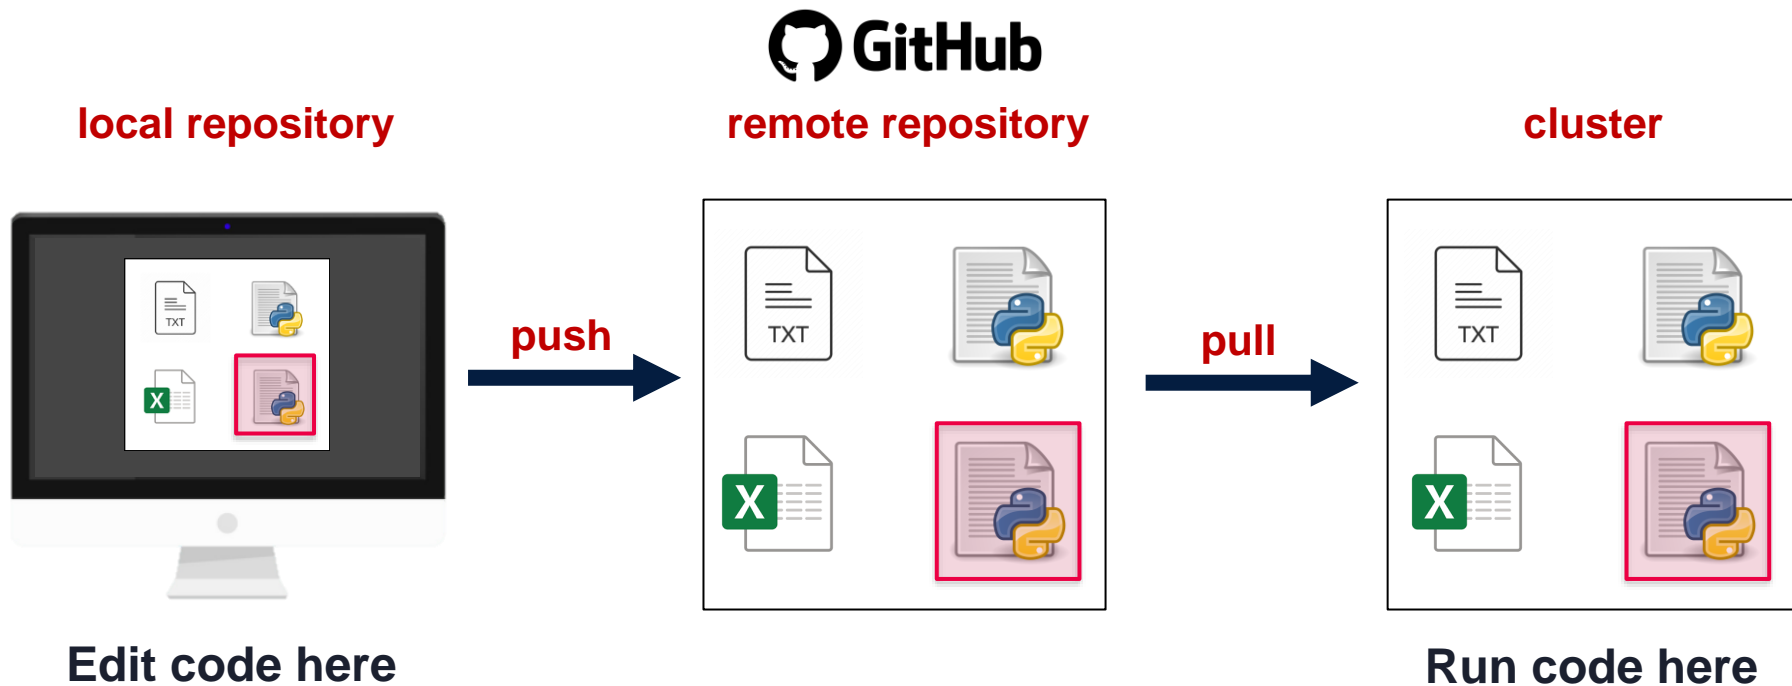 GitHub
local repository
remote repository
cluster
TXT
X
push
TXT
X
pull
TXT
X
Edit code here
Run code here